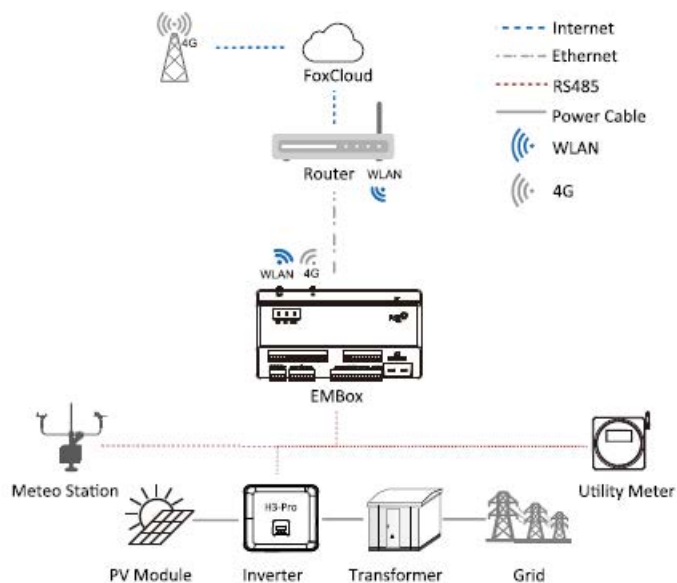 4G
FoxCloud
Internet
Ethernet
RS485
Power Cable
WLAN
4G
Router
WLAN
WLAN
4G
EMBox
Meteo Station
Utility Meter
H3-Pro
PV Module
Inverter
Transformer
Grid